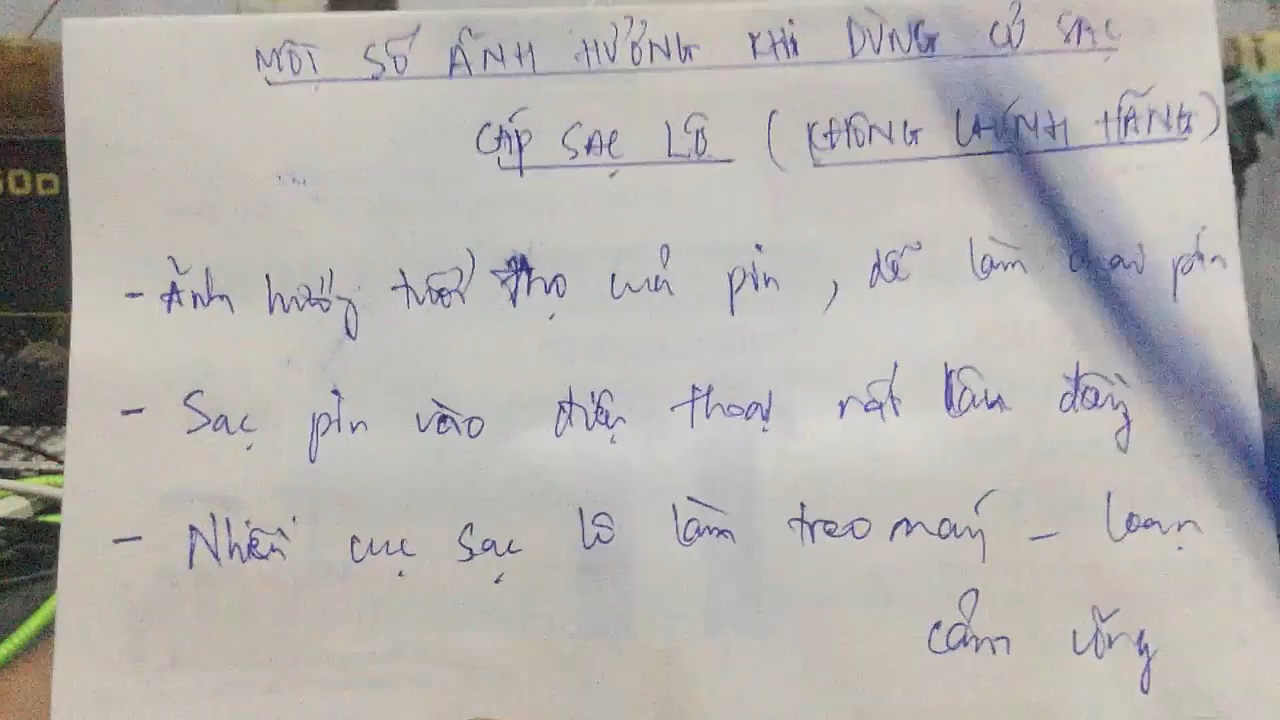 MỘT SỐ ẢNH HƯỞNG KHI DÙNG CỦ SẠC
CÁP SẠC LÔ (KHÔNG CHÍNH HÃNG)
- Ảnh hưởng tuổi thọ của pin, dễ làm chai pin
- Sạc pin vào điện thoại rất lâu đầy
- Nhiều cục sạc lô làm treo máy - loạn
cảm ứng